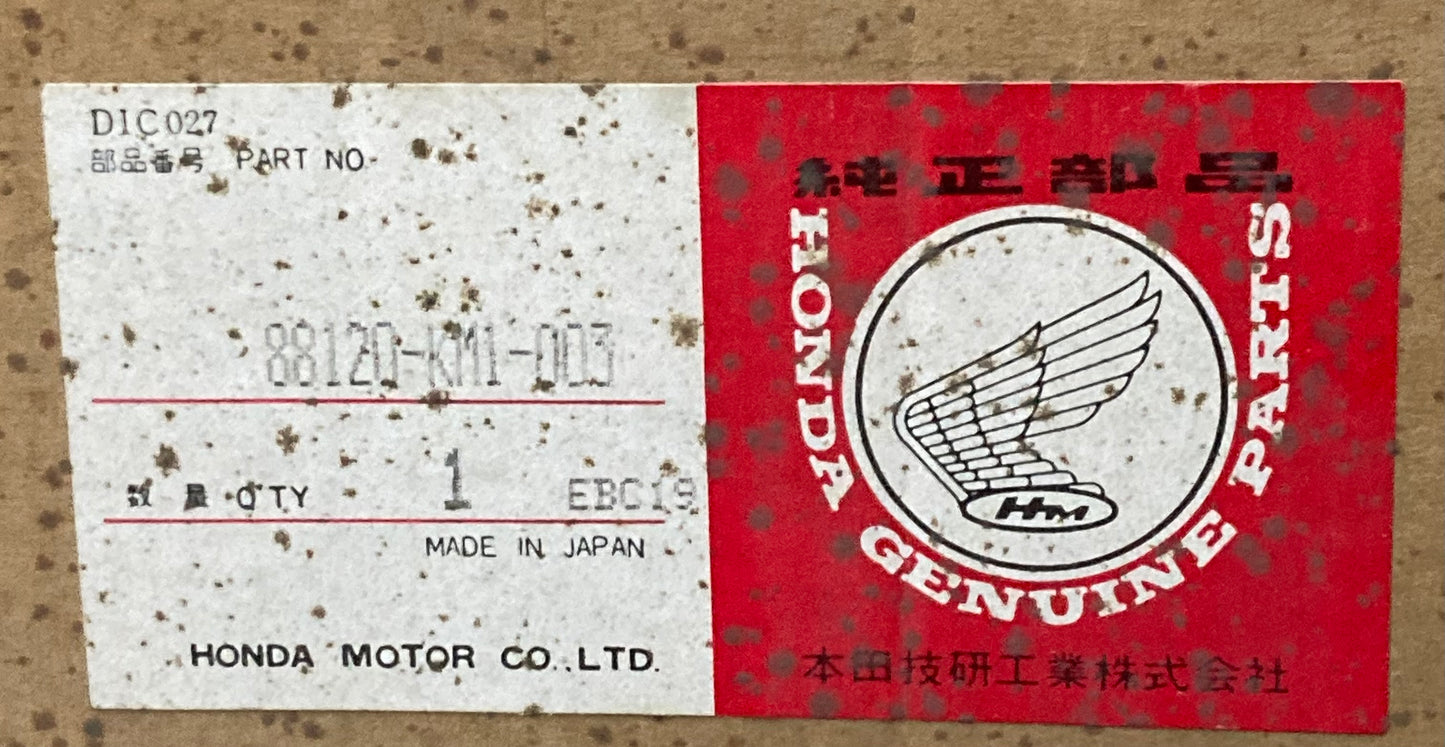 DIC027
部品番号 PART NO.
88120-KM1-003
数量 Q'TY 1 EBC19
MADE IN JAPAN
HONDA MOTOR CO., LTD.
純正部品
HONDA GENUINE PARTS
HM
本田技研工業株式会社